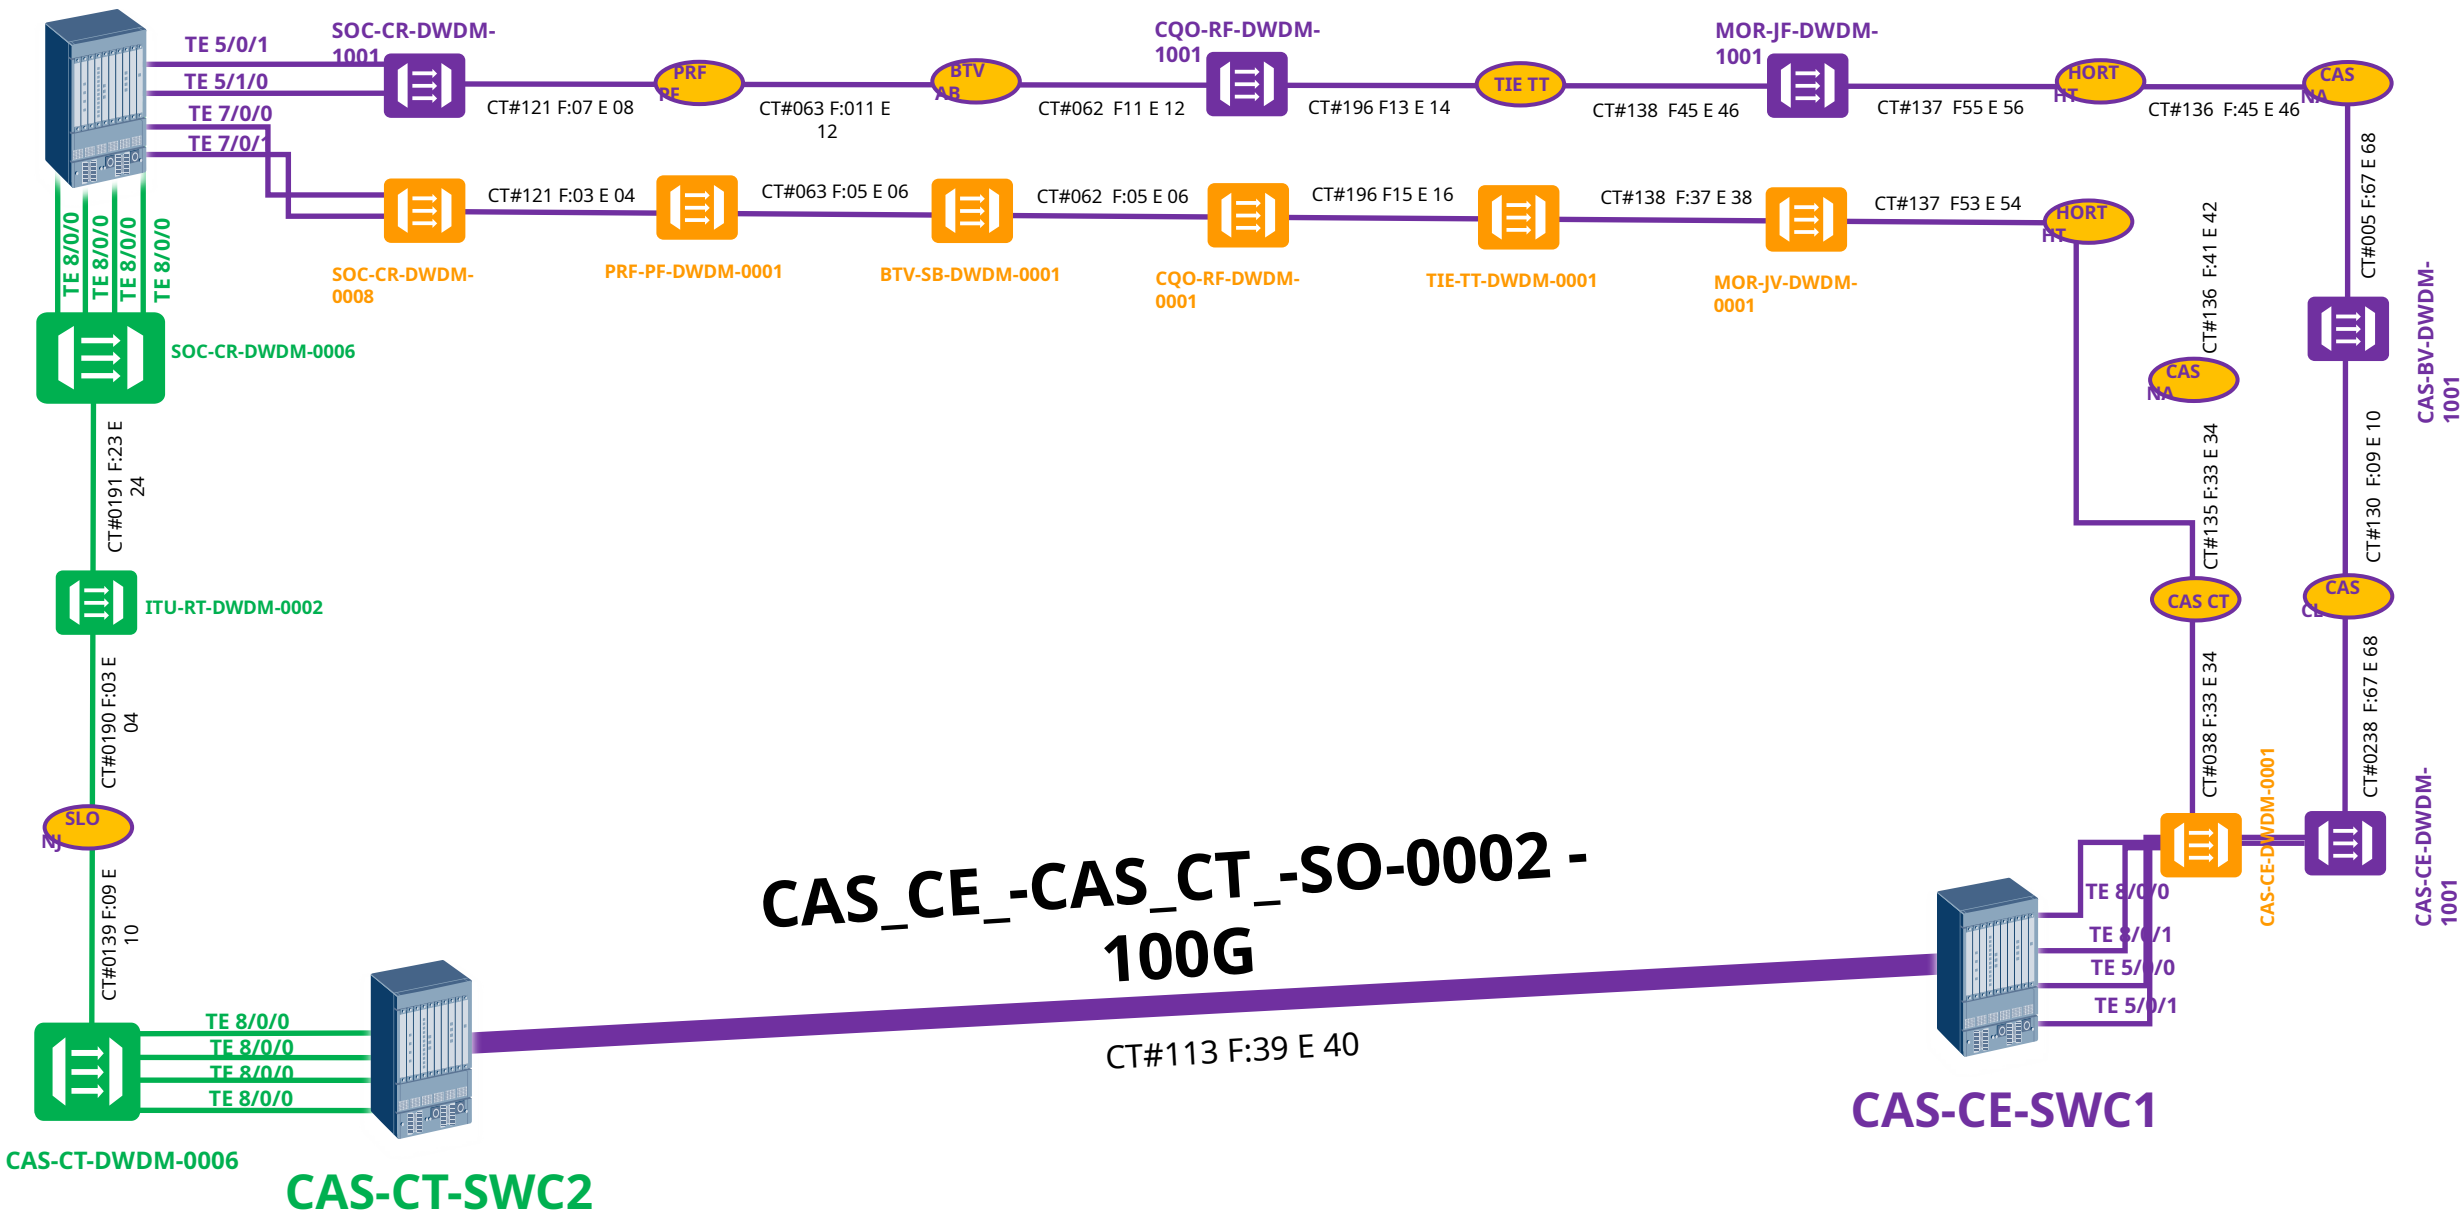 SOC-CR-DWDM-
1001
CQO-RF-DWDM-
1001
MOR-JF-DWDM-
1001
TE 5/0/1
TE 5/1/0
TE 7/0/0
TE 7/0/1
PRF
PF
BTV
AB
TIE TT
HORT
HT
CAS
NA
CT#121 F:07 E 08
CT#063 F:011 E
12
CT#062 F11 E 12
CT#196 F13 E 14
CT#138 F45 E 46
CT#137 F55 E 56
CT#136 F:45 E 46
CT#121 F:03 E 04
CT#063 F:05 E 06
CT#062 F:05 E 06
CT#196 F15 E 16
CT#138 F:37 E 38
CT#137 F53 E 54
HORT
HT
SOC-CR-DWDM-
0008
PRF-PF-DWDM-0001
BTV-SB-DWDM-0001
CQO-RF-DWDM-
0001
TIE-TT-DWDM-0001
MOR-JV-DWDM-
0001
TE 8/0/0
TE 8/0/0
TE 8/0/0
TE 8/0/0
CT#136 F:41 E 42
CT#005 F:67 E 68
CAS-BV-DWDM-
1001
SOC-CR-DWDM-0006
CAS
NA
CT#0191 F:23 E
24
CT#135 F:33 E 34
CT#130 F:09 E 10
ITU-RT-DWDM-0002
CAS CT
CAS
CL
CT#0190 F:03 E
04
CT#038 F:33 E 34
CT#0238 F:67 E 68
SLO
NJ
CAS-CE-DWDM-0001
CAS-CE-DWDM-
1001
CT#0139 F:09 E
10
CAS_CE_-CAS_CT_-SO-0002 -
100G
CT#113 F:39 E 40
TE 8/0/0
TE 8/0/1
TE 5/0/0
TE 5/0/1
TE 8/0/0
TE 8/0/0
TE 8/0/0
TE 8/0/0
CAS-CE-SWC1
CAS-CT-DWDM-0006
CAS-CT-SWC2